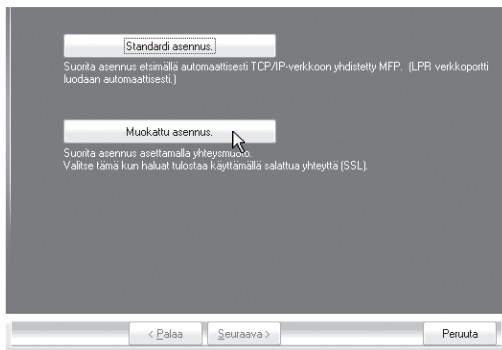 Standardi asennus.
Suorita asennus etsimällä automaattisesti TCP/IP-verkkoon yhdistetty MFP. (LPR verkkoportti
luodaan automaattisesti.)
Muokattu asennus.
Suorita asennus asettamalla yhteysmuoto.
Valitse tämä kun haluat tulostaa käyttämällä salattua yhteyttä (SSL).
< Palaa
Seuraava >
Peruuta